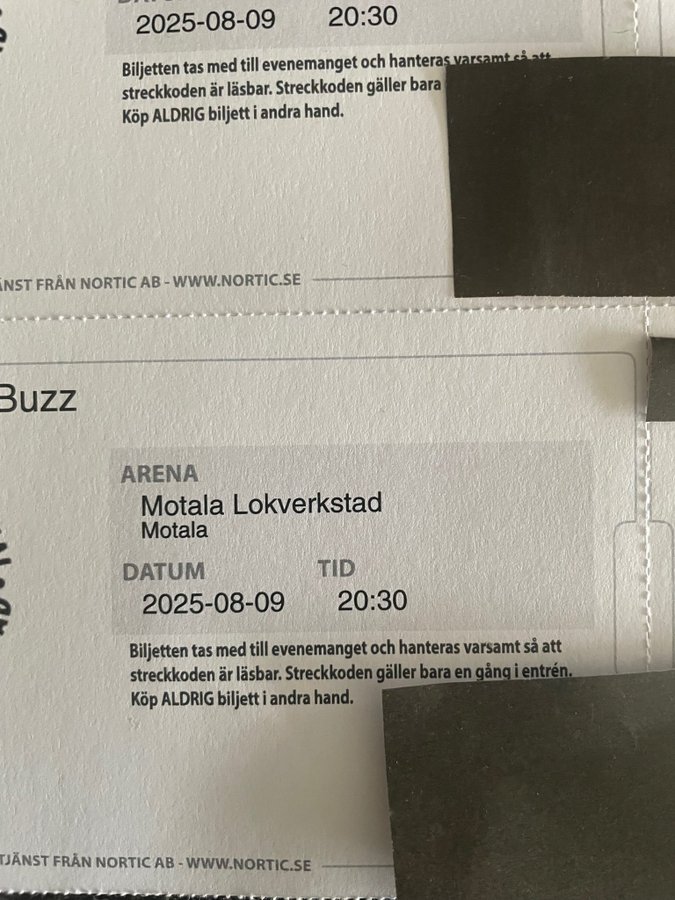 2025-08-09 20:30
Biljetten tas med till evenemanget och hanteras varsamt så att
streckkoden är läsbar. Streckkoden gäller bara
Köp ALDRIG biljett i andra hand.
NST FRÅN NORTIC AB - WWW.NORTIC.SE
Buzz
ARENA
Motala Lokverkstad
Motala
DATUM TID
2025-08-09 20:30
Biljetten tas med till evenemanget och hanteras varsamt så att
streckkoden är läsbar. Streckkoden gäller bara en gång i entrén.
Köp ALDRIG biljett i andra hand.
TJÄNST FRÅN NORTIC AB - WWW.NORTIC.SE